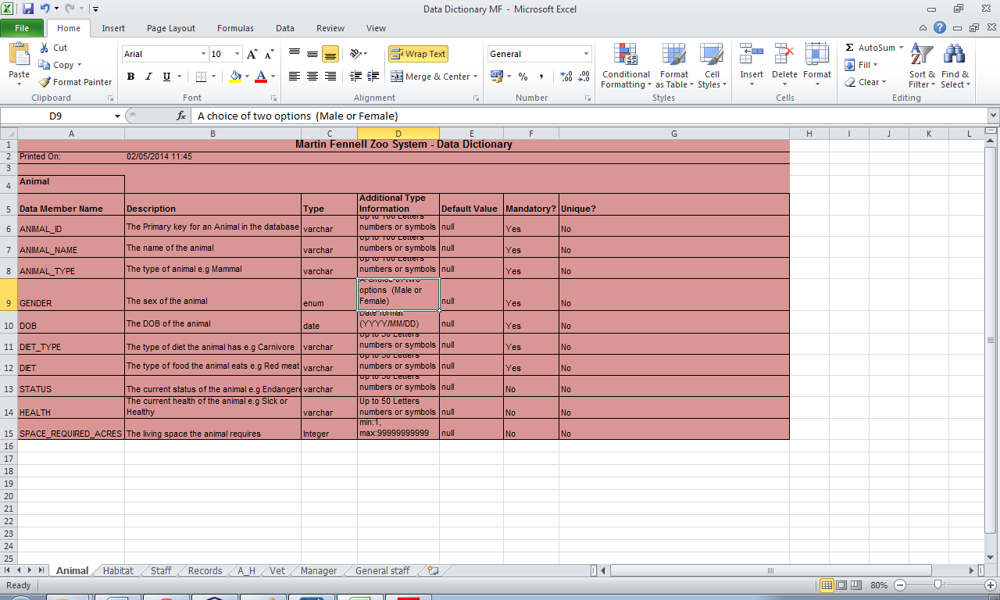 Data Dictionary MF - Microsoft Excel
File Home Insert Page Layout Formulas Data Review View
Paste
Cut
Copy
Format Painter
Clipboard
Arial 10
B I U
Font
Wrap Text
Merge & Center
Alignment
General
% , .00 .0
Number
Conditional Formatting
Format as Table
Cell Styles
Styles
Insert Delete Format
Cells
Σ AutoSum
Fill
Clear
Sort & Filter
Find & Select
Editing
D9 fx A choice of two options (Male or Female)
A B C D E F G H I J K L
1 Martin Fennell Zoo System - Data Dictionary
2 Printed On: 02/05/2014 11:45
3
4 Animal
5 Data Member Name Description Type Additional Type Information Default Value Mandatory? Unique?
6 ANIMAL_ID The Primary key for an Animal in the database varchar Up to 100 Letters numbers or symbols null Yes No
7 ANIMAL_NAME The name of the animal varchar Up to 100 Letters numbers or symbols null Yes No
8 ANIMAL_TYPE The type of animal e.g Mammal varchar Up to 100 Letters numbers or symbols null Yes No
9 GENDER The sex of the animal enum A choice of two options (Male or Female) null Yes No
10 DOB The DOB of the animal date Date format (YYYY/MM/DD) null Yes No
11 DIET_TYPE The type of diet the animal has e.g Carnivore varchar Up to 50 Letters numbers or symbols null Yes No
12 DIET The type of food the animal eats e.g Red meat varchar Up to 50 Letters numbers or symbols null Yes No
13 STATUS The current status of the animal e.g Endangere varchar Up to 50 Letters numbers or symbols null No No
14 HEALTH The current health of the animal e.g Sick or Healthy varchar Up to 50 Letters numbers or symbols null No No
15 SPACE_REQUIRED_ACRES The living space the animal requires Integer min:1, max:99999999999 null No No
16
17
18
19
20
21
22
23
24
25
Animal Habitat Staff Records A_H Vet Manager General staff
Ready 80%